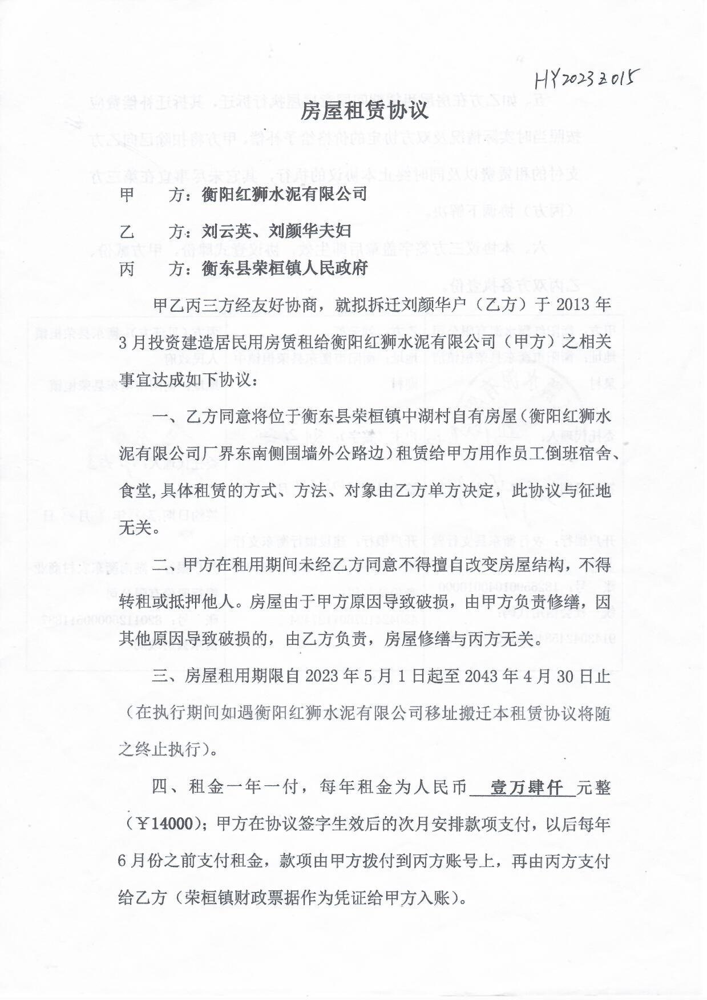 HY2023Z015
房屋租赁协议
甲　　方：衡阳红狮水泥有限公司
乙　　方：刘云英、刘颜华夫妇
丙　　方：衡东县荣桓镇人民政府
甲乙丙三方经友好协商，就拟拆迁刘颜华户（乙方）于 2013 年
3 月投资建造居民用房赁租给衡阳红狮水泥有限公司（甲方）之相关
事宜达成如下协议：
一、乙方同意将位于衡东县荣桓镇中湖村自有房屋（衡阳红狮水
泥有限公司厂界东南侧围墙外公路边）租赁给甲方用作员工倒班宿舍、
食堂,具体租赁的方式、方法、对象由乙方单方决定，此协议与征地
无关。
二、甲方在租用期间未经乙方同意不得擅自改变房屋结构，不得
转租或抵押他人。房屋由于甲方原因导致破损，由甲方负责修缮，因
其他原因导致破损的，由乙方负责，房屋修缮与丙方无关。
三、房屋租用期限自 2023 年 5 月 1 日起至 2043 年 4 月 30 日止
（在执行期间如遇衡阳红狮水泥有限公司移址搬迁本租赁协议将随
之终止执行）。
四、租金一年一付，每年租金为人民币 壹万肆仟 元整
（￥14000）；甲方在协议签字生效后的次月安排款项支付，以后每年
6 月份之前支付租金，款项由甲方拨付到丙方账号上，再由丙方支付
给乙方（荣桓镇财政票据作为凭证给甲方入账）。